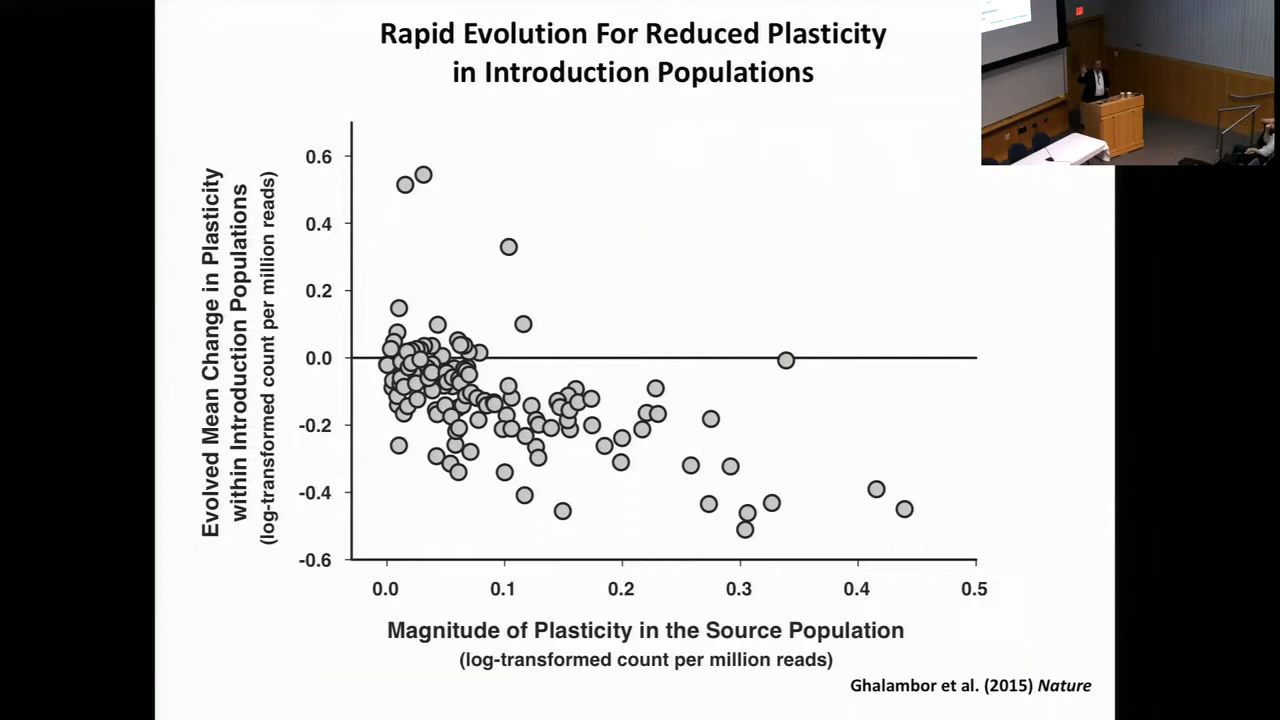 Rapid Evolution For Reduced Plasticity
in Introduction Populations
Evolved Mean Change in Plasticity
within Introduction Populations
(log-transformed count per million reads)
0.6
0.4
0.2
0.0
-0.2
-0.4
-0.6
0.0 0.1 0.2 0.3 0.4 0.5
Magnitude of Plasticity in the Source Population
(log-transformed count per million reads)
Ghalambor et al. (2015) Nature